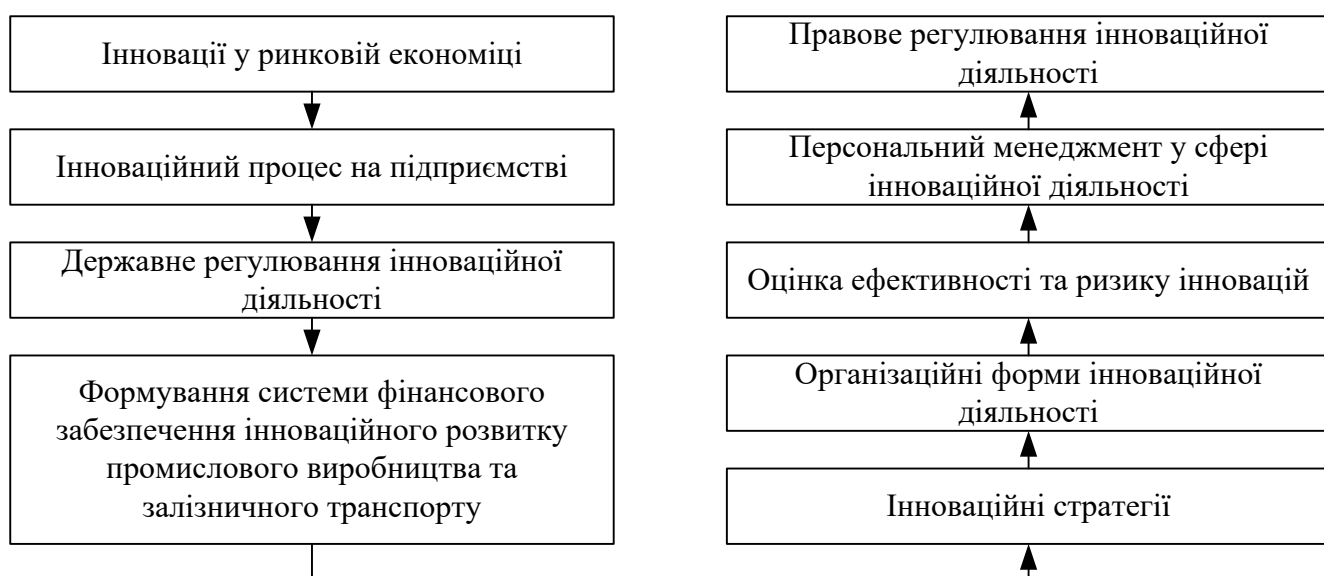 Інновації у ринковій економіці
Інноваційний процес на підприємстві
Державне регулювання інноваційної
діяльності
Формування системи фінансового
забезпечення інноваційного розвитку
промислового виробництва та
залізничного транспорту
Правове регулювання інноваційної
діяльності
Персональний менеджмент у сфері
інноваційної діяльності
Оцінка ефективності та ризику інновацій
Організаційні форми інноваційної
діяльності
Інноваційні стратегії